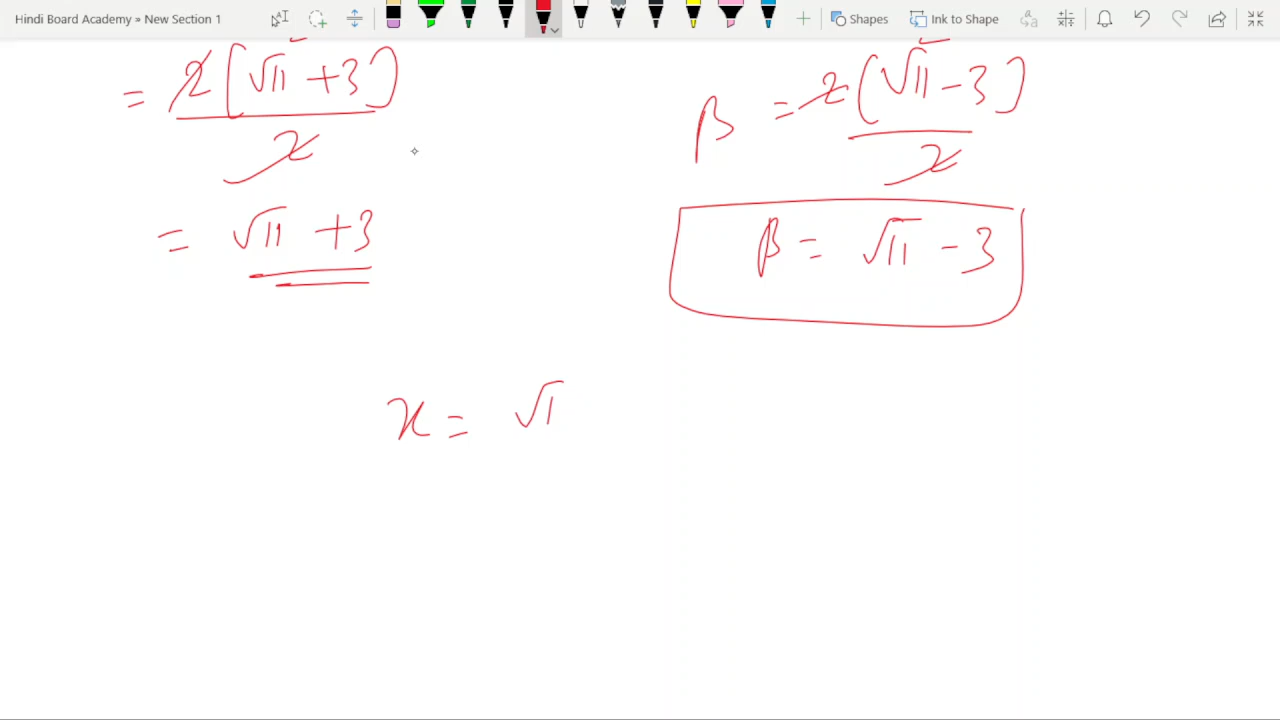 Hindi Board Academy » New Section 1
Shapes
Ink to Shape
= 2(√11 + 3)
2
= √11 + 3
β = 2(√11 - 3)
2
β = √11 - 3
x = √1